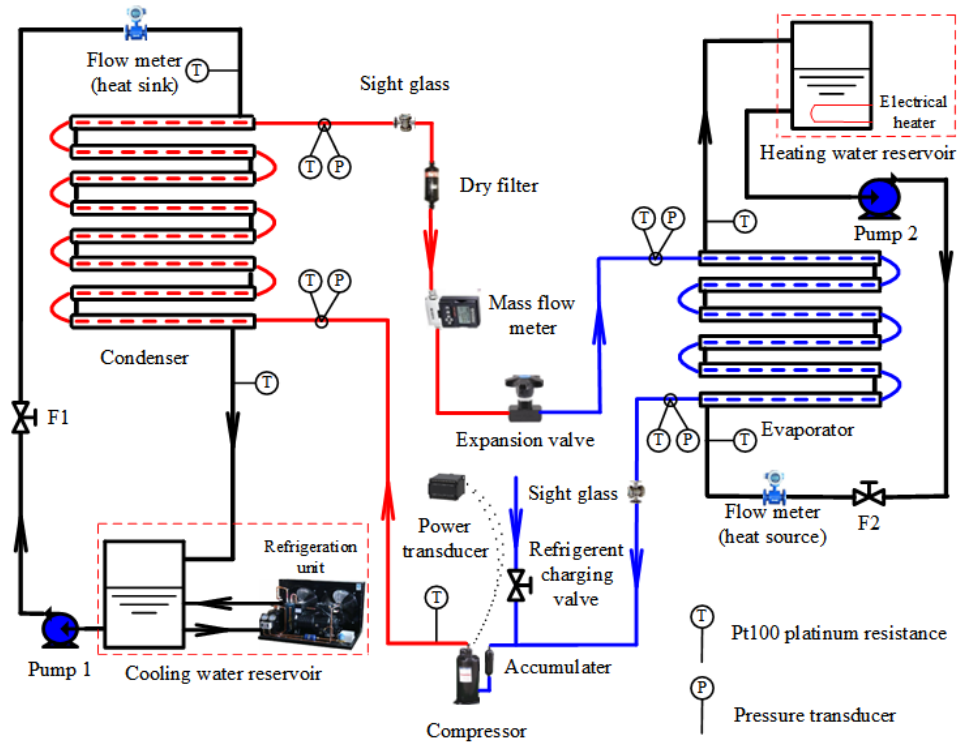 Flow meter
(heat sink)
T
Sight glass
T
P
Dry filter
Electrical
heater
Heating water reservoir
T
P
T
Pump 2
T
P
Mass flow
meter
Condenser
T
F1
Expansion valve
T
P
T
Evaporator
Sight glass
Power
transducer
Flow meter
(heat source)
F2
Refrigeration
unit
Refrigerent
charging
valve
T
T
Pt100 platinum resistance
Pump 1
Cooling water reservoir
Accumulater
P
Pressure transducer
Compressor